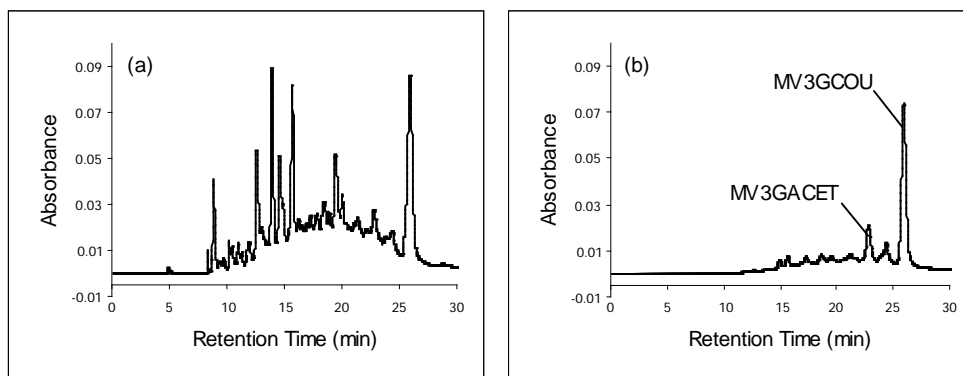 (a)
Absorbance
0.09
0.07
0.05
0.03
0.01
-0.01
0 5 10 15 20 25 30
Retention Time (min)
(b)
Absorbance
0.09
0.07
0.05
0.03
0.01
-0.01
MV3GCOU
MV3GACET
0 5 10 15 20 25 30
Retention Time (min)